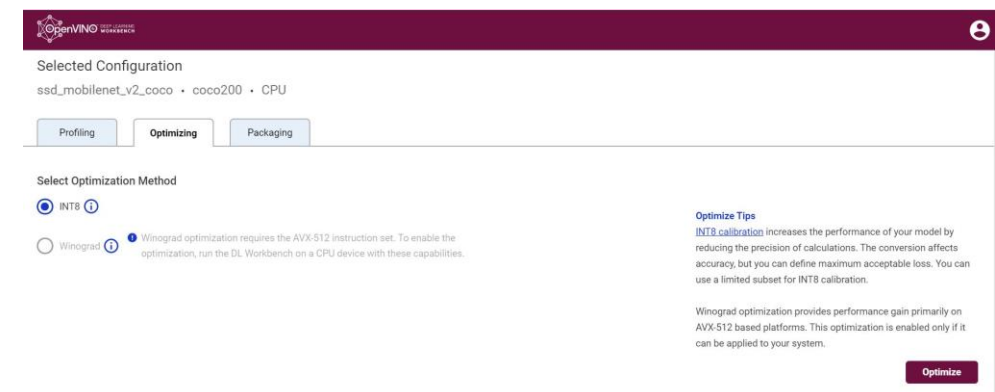 OpenVINO DEEP LEARNING
WORKBENCH
Selected Configuration
ssd_mobilenet_v2_coco • coco200 • CPU
Profiling
Optimizing
Packaging
Select Optimization Method
INT8
Winograd
Winograd optimization requires the AVX-512 instruction set. To enable the
optimization, run the DL Workbench on a CPU device with these capabilities.
Optimize Tips
INT8 calibration increases the performance of your model by
reducing the precision of calculations. The conversion affects
accuracy, but you can define maximum acceptable loss. You can
use a limited subset for INT8 calibration.
Winograd optimization provides performance gain primarily on
AVX-512 based platforms. This optimization is enabled only if it
can be applied to your system.
Optimize